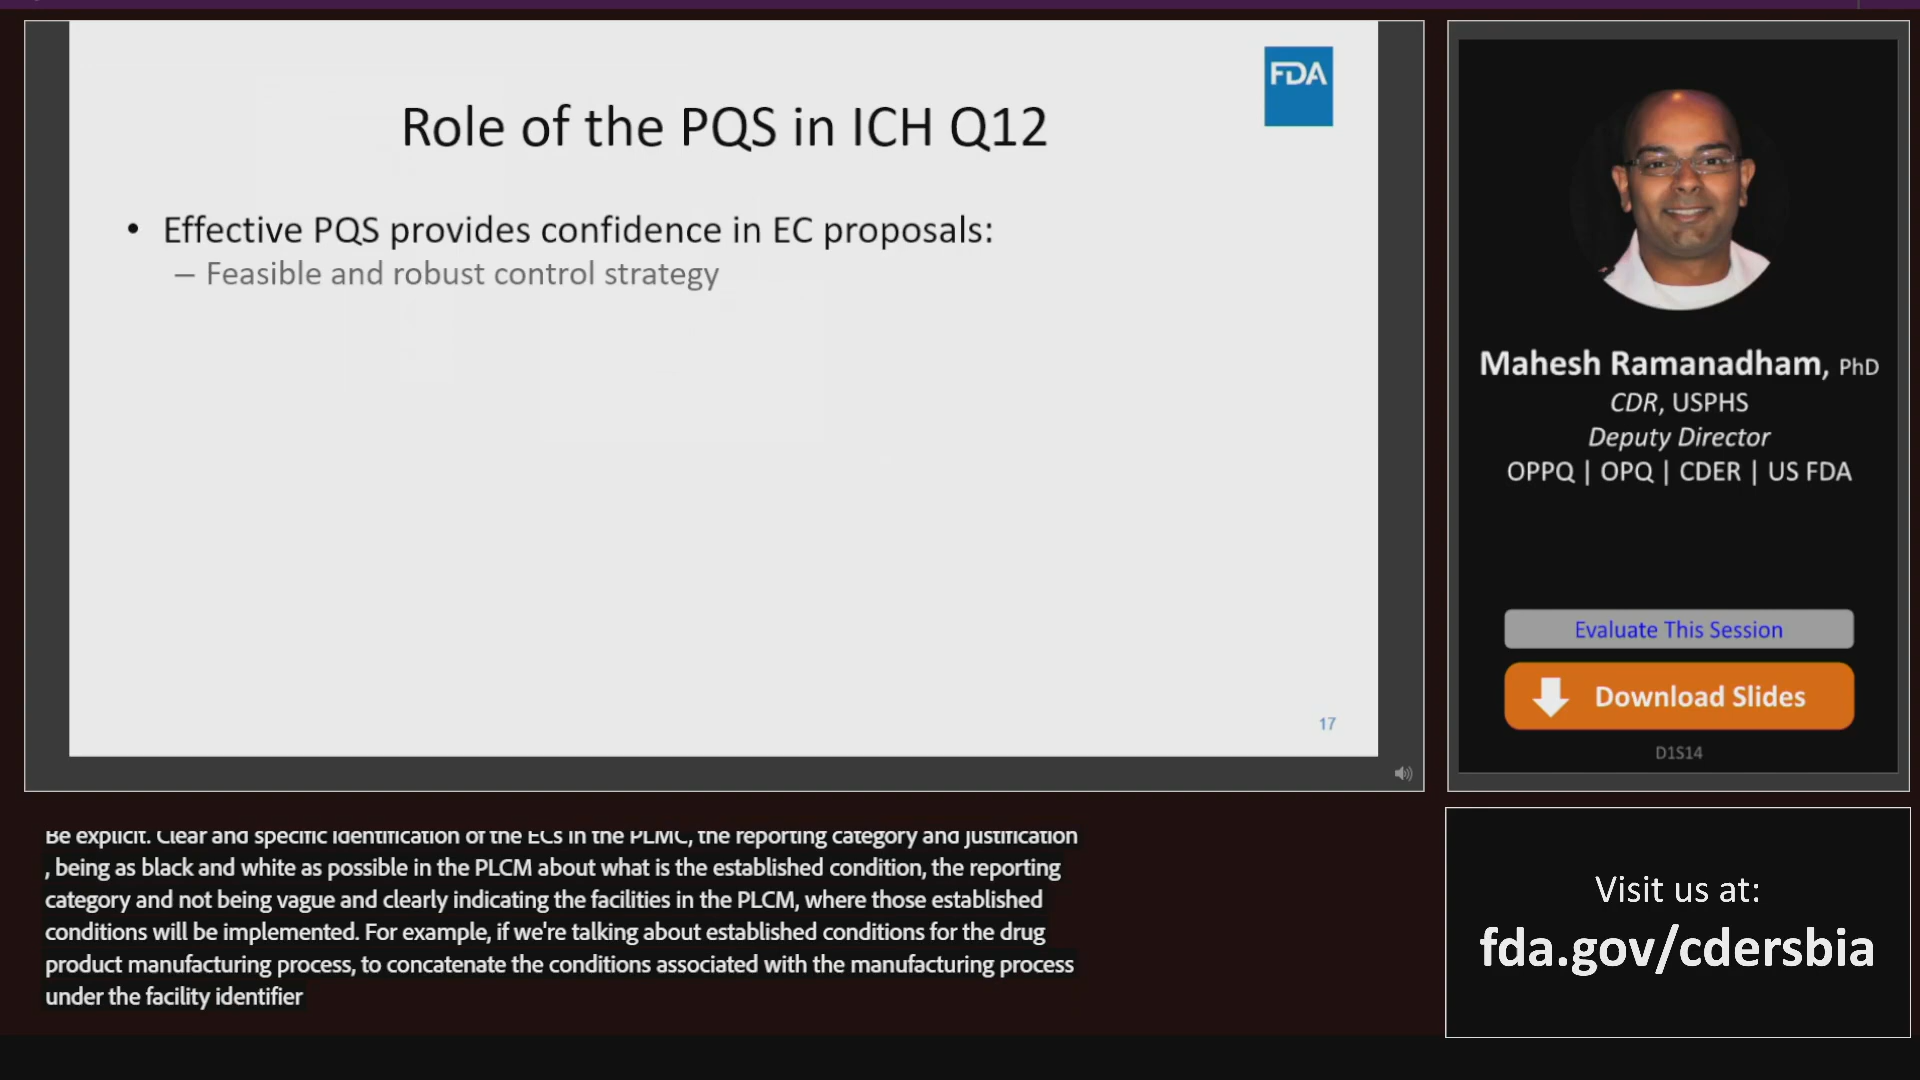 FDA
Role of the PQS in ICH Q12
• Effective PQS provides confidence in EC proposals:
– Feasible and robust control strategy
17
Mahesh Ramanadham, PhD
CDR, USPHS
Deputy Director
OPPQ | OPQ | CDER | US FDA
Evaluate This Session
Download Slides
D1S14
Be explicit. Clear and specific identification of the ECs in the PLMC, the reporting category and justification
, being as black and white as possible in the PLCM about what is the established condition, the reporting
category and not being vague and clearly indicating the facilities in the PLCM, where those established
conditions will be implemented. For example, if we're talking about established conditions for the drug
product manufacturing process, to concatenate the conditions associated with the manufacturing process
under the facility identifier
Visit us at:
fda.gov/cdersbia